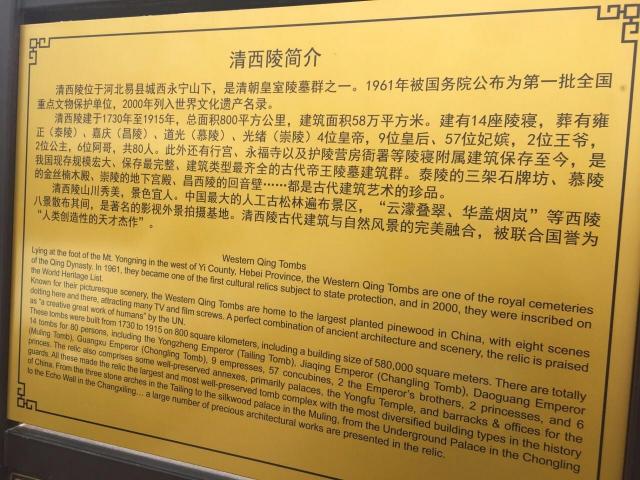 清西陵简介
清西陵位于河北易县城西永宁山下，是清朝皇室陵墓群之一。1961年被国务院公布为第一批全国
重点文物保护单位，2000年列入世界文化遗产名录。
清西陵建于1730年至1915年，总面积800平方公里，建筑面积58万平方米。建有14座陵寝，葬有雍
正（泰陵）、嘉庆（昌陵）、道光（慕陵）、光绪（崇陵）4位皇帝，9位皇后、57位妃嫔，2位王爷，
2位公主，6位阿哥，共80人。此外还有行宫、永福寺以及护陵营房衙署等陵寝附属建筑保存至今，是
我国现存规模宏大、保存最完整、建筑类型最齐全的古代帝王陵墓建筑群。泰陵的三架石牌坊、慕陵
的金丝楠木殿、崇陵的地下宫殿、昌西陵的回音壁……都是古代建筑艺术的珍品。
清西陵山川秀美，景色宜人。中国最大的人工古松林遍布景区，“云濛叠翠、华盖烟岚”等西陵
八景散布其间，是著名的影视外景拍摄基地。清西陵古代建筑与自然风景的完美融合，被联合国誉为
“人类创造性的天才杰作”。
Western Qing Tombs
Lying at the foot of the Mt. Yongning in the west of Yi County, Hebei Province, the Western Qing Tombs are one of the royal cemeteries
of the Qing Dynasty. In 1961, they became one of the first cultural relics subject to state protection, and in 2000, they were inscribed on
the World Heritage List.
Known for their picturesque scenery, the Western Qing Tombs are home to the largest planted pinewood in China, with eight scenes
dotting here and there, attracting many TV and film screws. A perfect combination of ancient architecture and scenery, the relic is praised
as "a creative great work of humans" by the UN.
These tombs were built from 1730 to 1915 on 800 square kilometers, including a building size of 580,000 square meters. There are totally
14 tombs for 80 persons, including the Yongzheng Emperor (Tailing Tomb), Jiaqing Emperor (Changling Tomb), Daoguang Emperor
(Muling Tomb), Guangxu Emperor (Chongling Tomb), 9 empresses, 57 concubines, 2 the Emperor's brothers, 2 princesses, and 6
princes. The relic also comprises some well-preserved annexes, primarily palaces, the Yongfu Temple, and barracks & offices for the
guards. All these made the relic the largest and most well-preserved tomb complex with the most diversified building types in the history
of China. From the three stone arches in the Tailing to the silkwood palace in the Muling, from the Underground Palace in the Chongling
to the Echo Wall in the Changxiling... a large number of precious architectural works are presented in the relic.